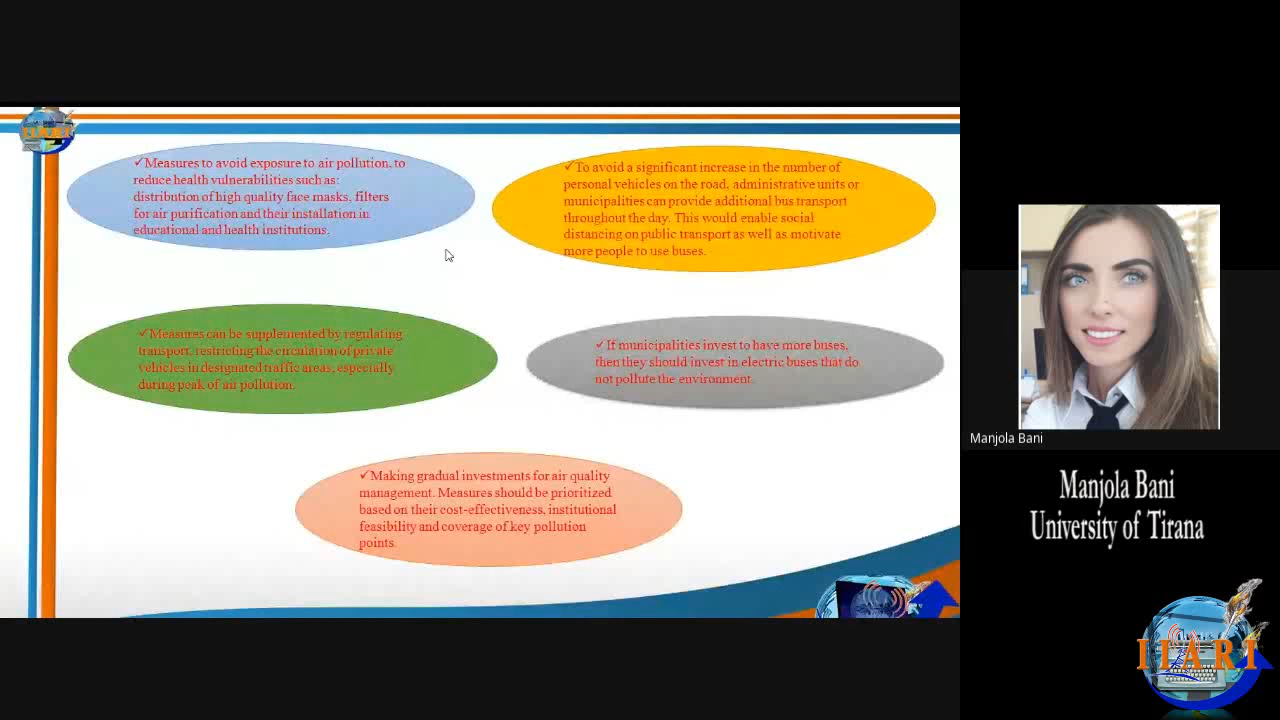 IIARI
✓Measures to avoid exposure to air pollution, to
reduce health vulnerabilities such as:
distribution of high quality face masks, filters
for air purification and their installation in
educational and health institutions.
✓To avoid a significant increase in the number of
personal vehicles on the road, administrative units or
municipalities can provide additional bus transport
throughout the day. This would enable social
distancing on public transport as well as motivate
more people to use buses.
✓Measures can be supplemented by regulating
transport, restricting the circulation of private
vehicles in designated traffic areas, especially
during peak of air pollution.
✓If municipalities invest to have more buses,
then they should invest in electric buses that do
not pollute the environment.
✓Making gradual investments for air quality
management. Measures should be prioritized
based on their cost-effectiveness, institutional
feasibility and coverage of key pollution
points.
Manjola Bani
Manjola Bani
University of Tirana
IIARI